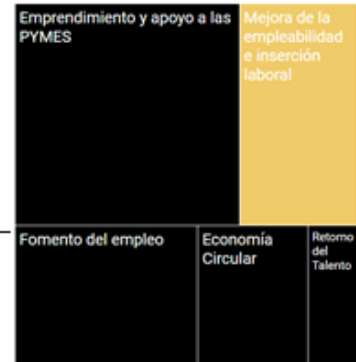 Emprendimiento y apoyo a las
PYMES
Mejora de la
empleabilidad
e inserción
laboral
Fomento del empleo
Economía
Circular
Retorno
del
Talento